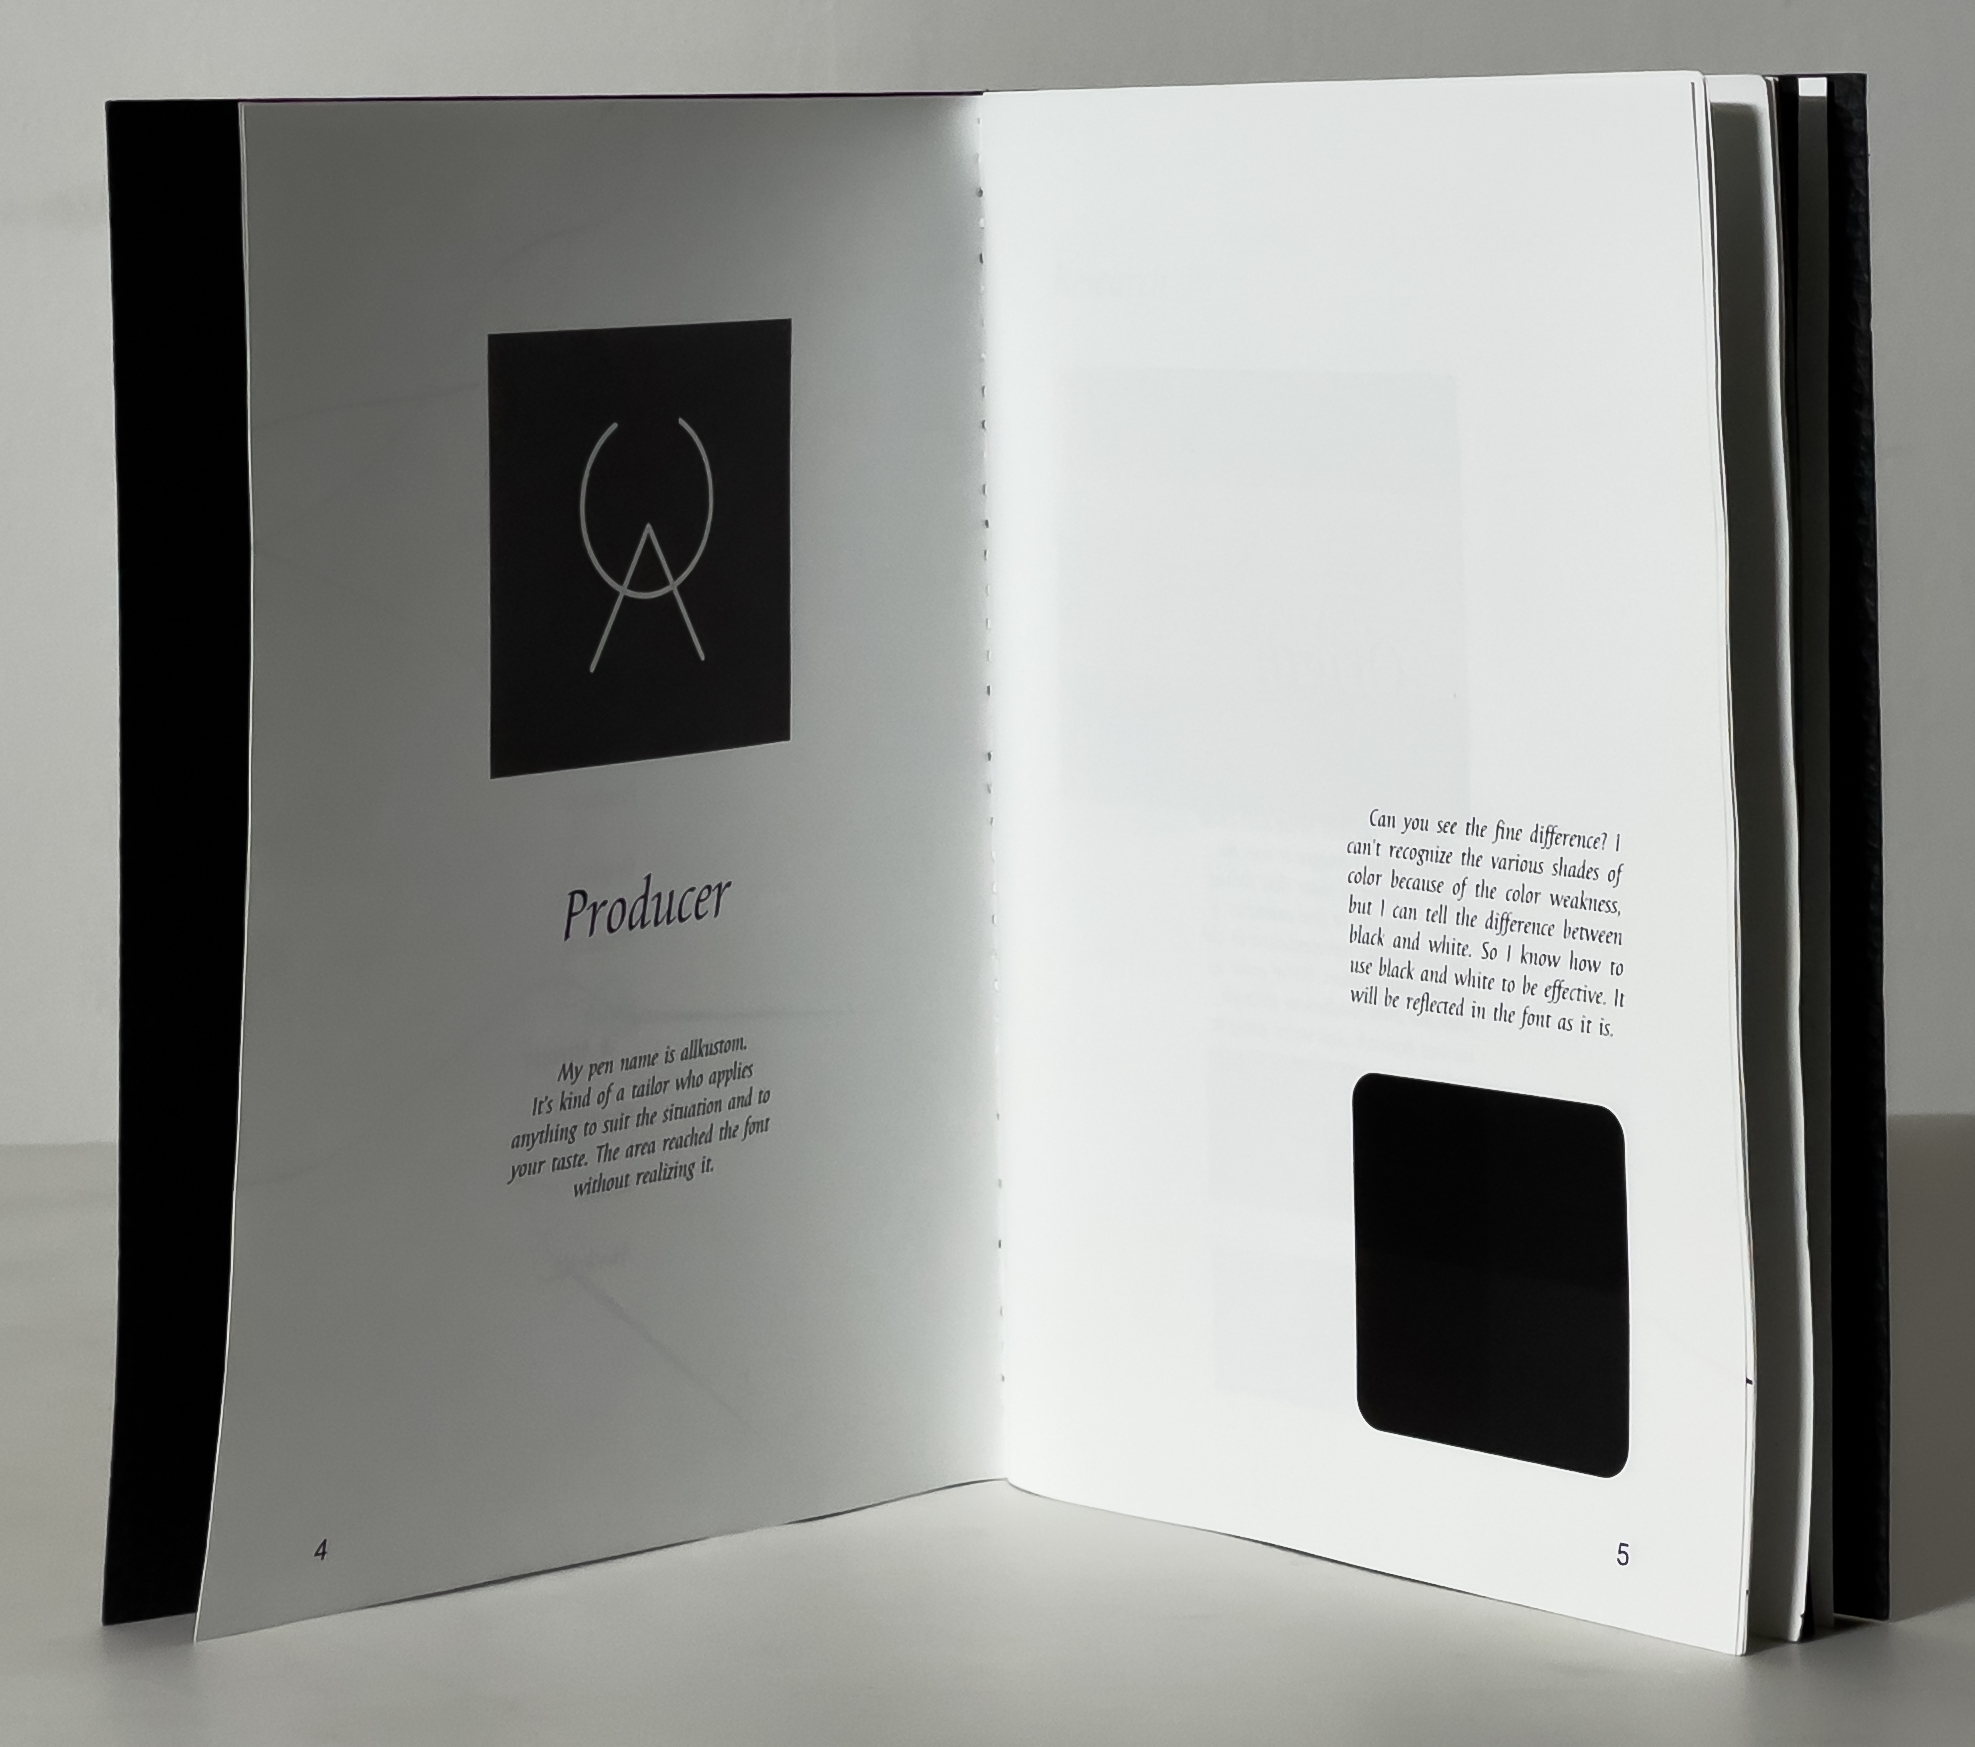 Producer
My pen name is allkustom.
It's kind of a tailor who applies
anything to suit the situation and to
your taste. The area reached the font
without realizing it.
4
Can you see the fine difference? I
can't recognize the various shades of
color because of the color weakness,
but I can tell the difference between
black and white. So I know how to
use black and white to be effective. It
will be reflected in the font as it is.
5